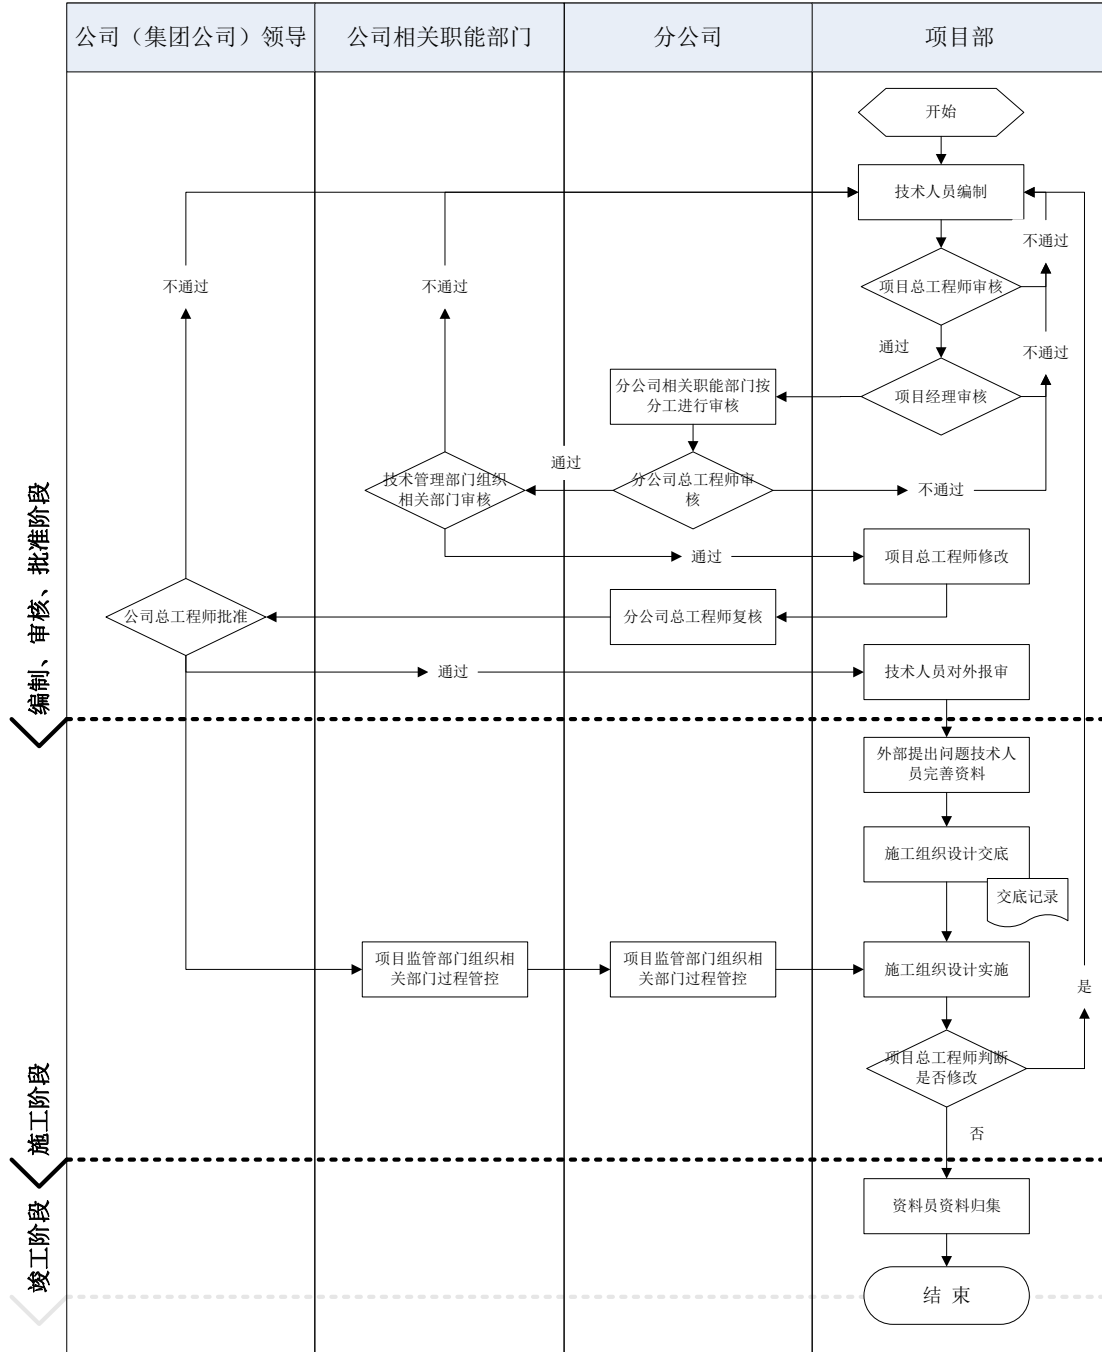 公司（集团公司）领导
公司相关职能部门
分公司
项目部
开始
技术人员编制
不通过
项目总工程师审核
不通过
不通过
通过
不通过
分公司相关职能部门按
分工进行审核
项目经理审核
通过
技术管理部门组织
相关部门审核
分公司总工程师审
核
不通过
编制、审核、批准阶段
通过
项目总工程师修改
公司总工程师批准
分公司总工程师复核
通过
技术人员对外报审
外部提出问题技术人
员完善资料
施工组织设计交底
交底记录
项目监管部门组织相
关部门过程管控
项目监管部门组织相
关部门过程管控
施工组织设计实施
是
项目总工程师判断
是否修改
施工阶段
否
资料员资料归集
竣工阶段
结 束